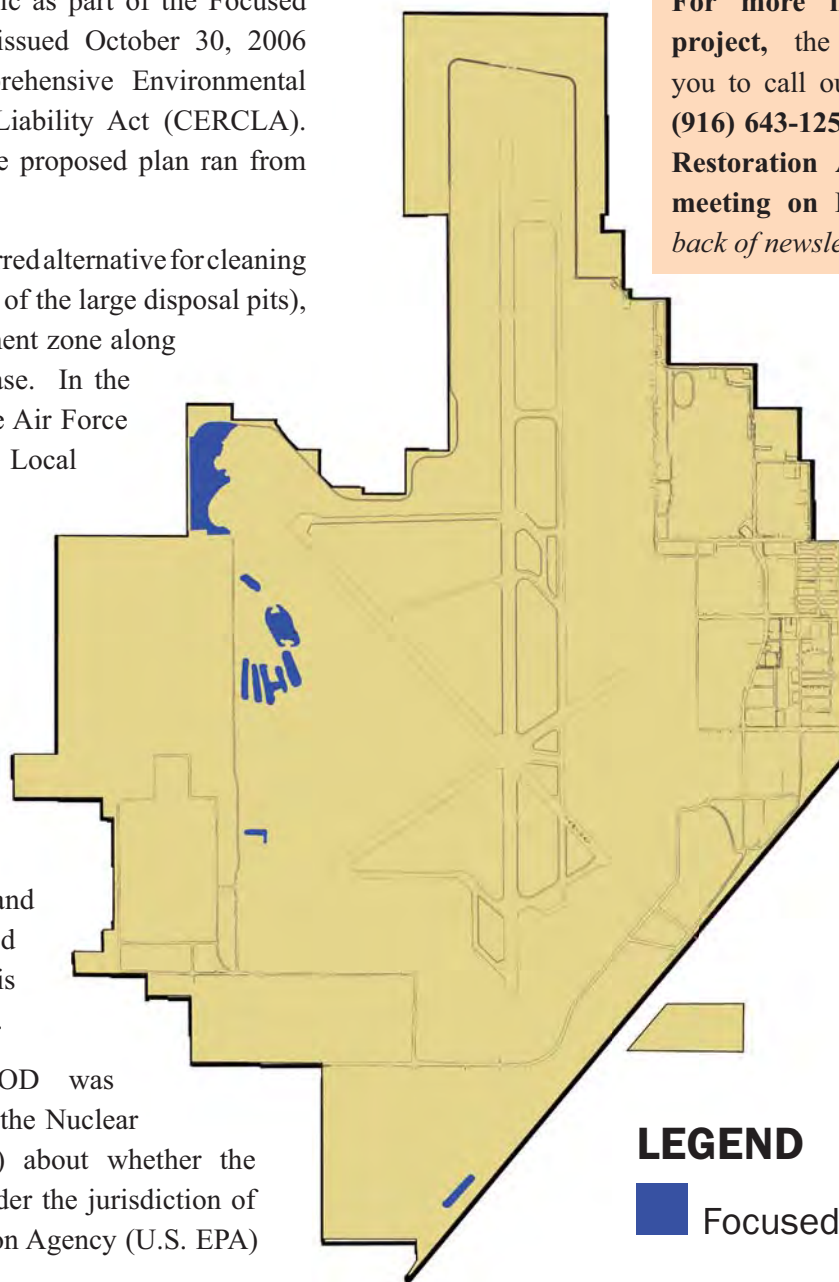 ic as part of the Focused
issued October 30, 2006
rehensive Environmental
Liability Act (CERCLA).
e proposed plan ran from
rred alternative for cleaning
of the large disposal pits),
ment zone along
ase. In the
e Air Force
Local
and
d
is
.
OD was
the Nuclear
) about whether the
der the jurisdiction of
on Agency (U.S. EPA)
For more i
project, the
you to call ou
(916) 643-125
Restoration A
meeting on
back of newsle
LEGEND
Focused